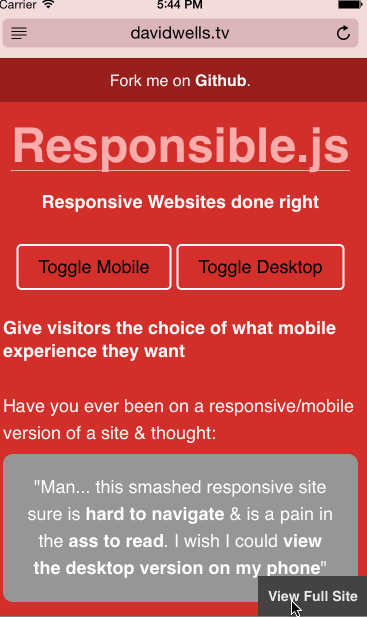 Carrier 5:44 PM
davidwells.tv
Fork me on Github.
Responsible.js
Responsive Websites done right
Toggle Mobile Toggle Desktop
Give visitors the choice of what mobile
experience they want
Have you ever been on a responsive/mobile
version of a site & thought:
"Man... this smashed responsive site
sure is hard to navigate & is a pain in
the ass to read. I wish I could view
the desktop version on my phone"
View Full Site